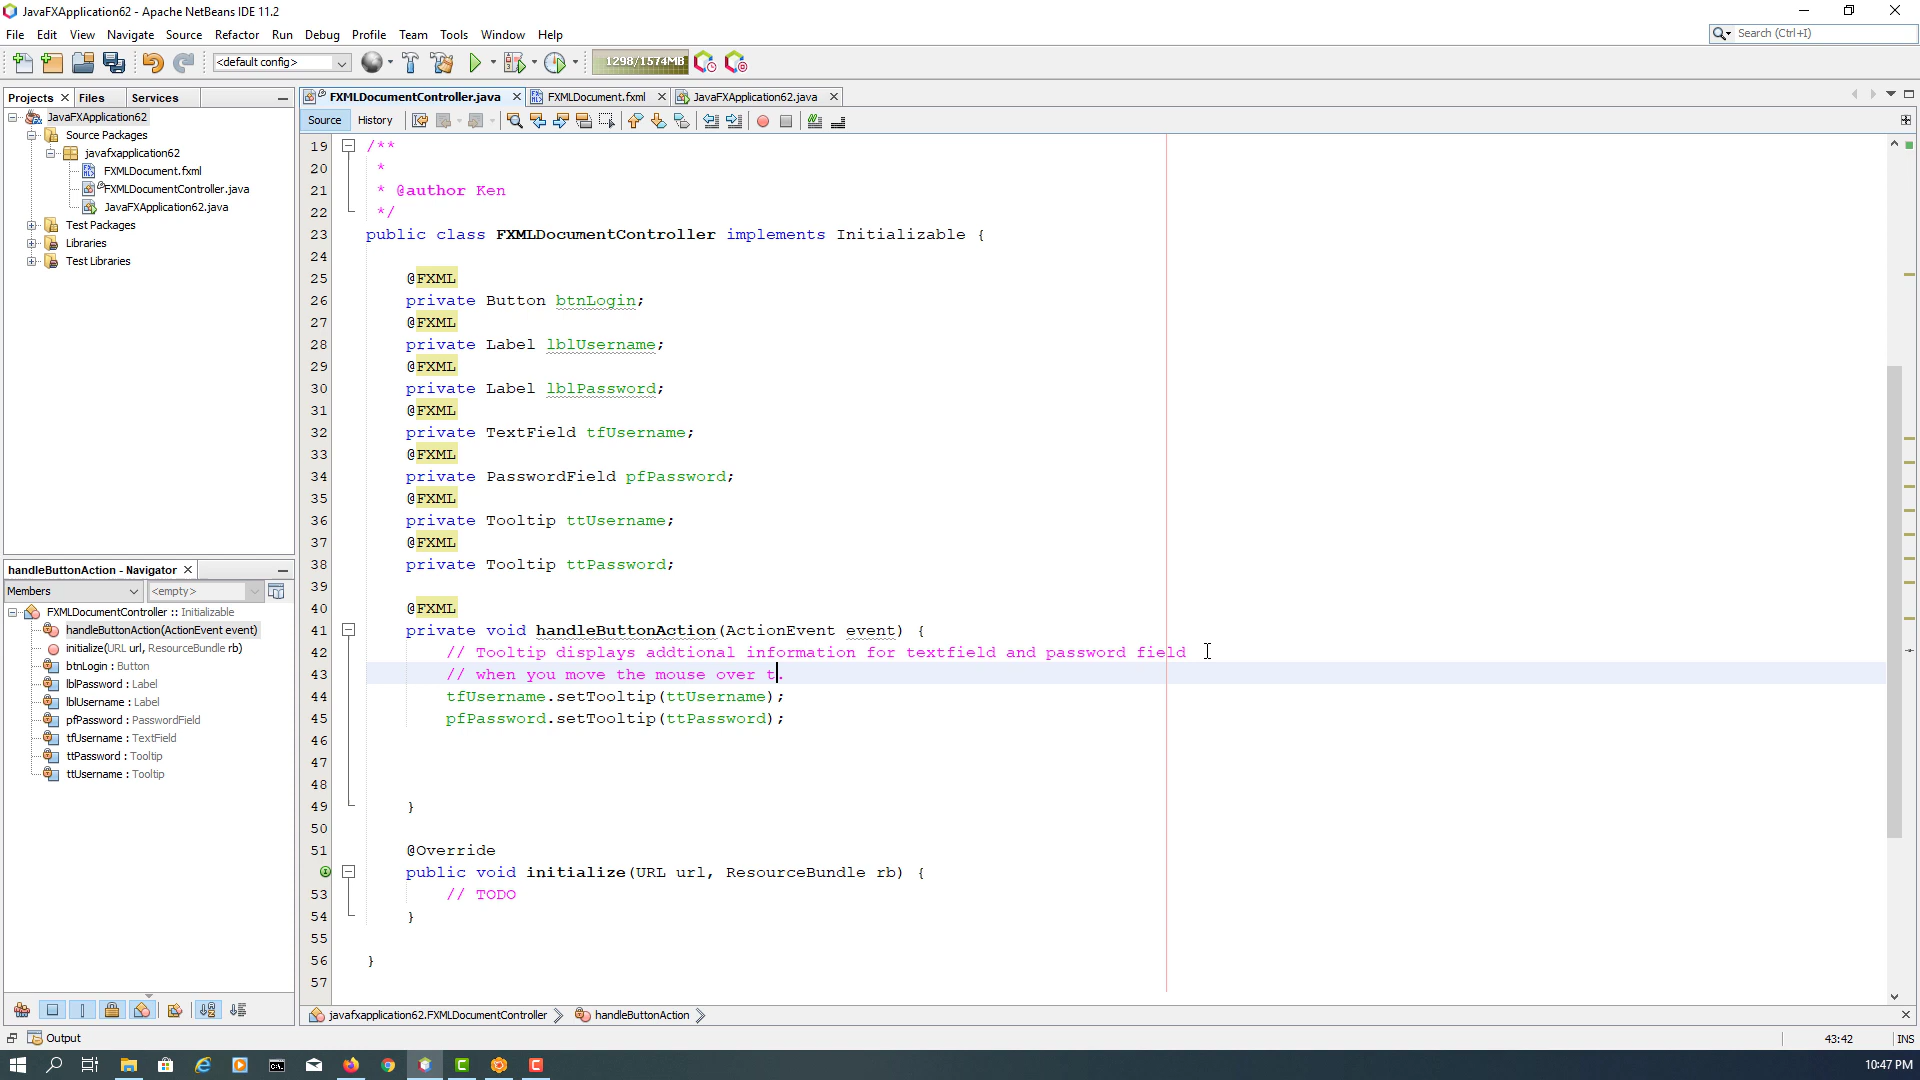 JavaFXApplication62 - Apache NetBeans IDE 11.2
File Edit View Navigate Source Refactor Run Debug Profile Team Tools Window Help
Search (Ctrl+I)
<default config>
1298/1574MB
Projects Files Services
FXMLDocumentController.java FXMLDocument.fxml JavaFXApplication62.java
Source History
JavaFXApplication62
Source Packages
javafxapplication62
FXMLDocument.fxml
FXMLDocumentController.java
JavaFXApplication62.java
Test Packages
Libraries
Test Libraries
handleButtonAction - Navigator
Members <empty>
FXMLDocumentController :: Initializable
handleButtonAction(ActionEvent event)
initialize(URL url, ResourceBundle rb)
btnLogin : Button
lblPassword : Label
lblUsername : Label
pfPassword : PasswordField
tfUsername : TextField
ttPassword : Tooltip
ttUsername : Tooltip
19 /**
20 *
21 * @author Ken
22 */
23 public class FXMLDocumentController implements Initializable {
24
25 @FXML
26 private Button btnLogin;
27 @FXML
28 private Label lblUsername;
29 @FXML
30 private Label lblPassword;
31 @FXML
32 private TextField tfUsername;
33 @FXML
34 private PasswordField pfPassword;
35 @FXML
36 private Tooltip ttUsername;
37 @FXML
38 private Tooltip ttPassword;
39
40 @FXML
41 private void handleButtonAction(ActionEvent event) {
42 // Tooltip displays addtional information for textfield and password field
43 // when you move the mouse over t.
44 tfUsername.setTooltip(ttUsername);
45 pfPassword.setTooltip(ttPassword);
46
47
48
49 }
50
51 @Override
public void initialize(URL url, ResourceBundle rb) {
53 // TODO
54 }
55
56 }
57
javafxapplication62.FXMLDocumentController handleButtonAction
Output
43:42 INS
10:47 PM